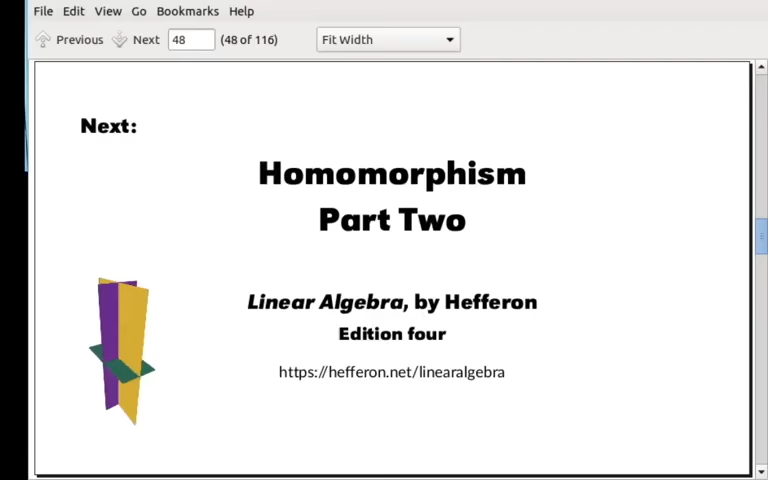 File Edit View Go Bookmarks Help
Previous Next 48 (48 of 116) Fit Width
Next:
Homomorphism
Part Two
Linear Algebra, by Hefferon
Edition four
https://hefferon.net/linearalgebra